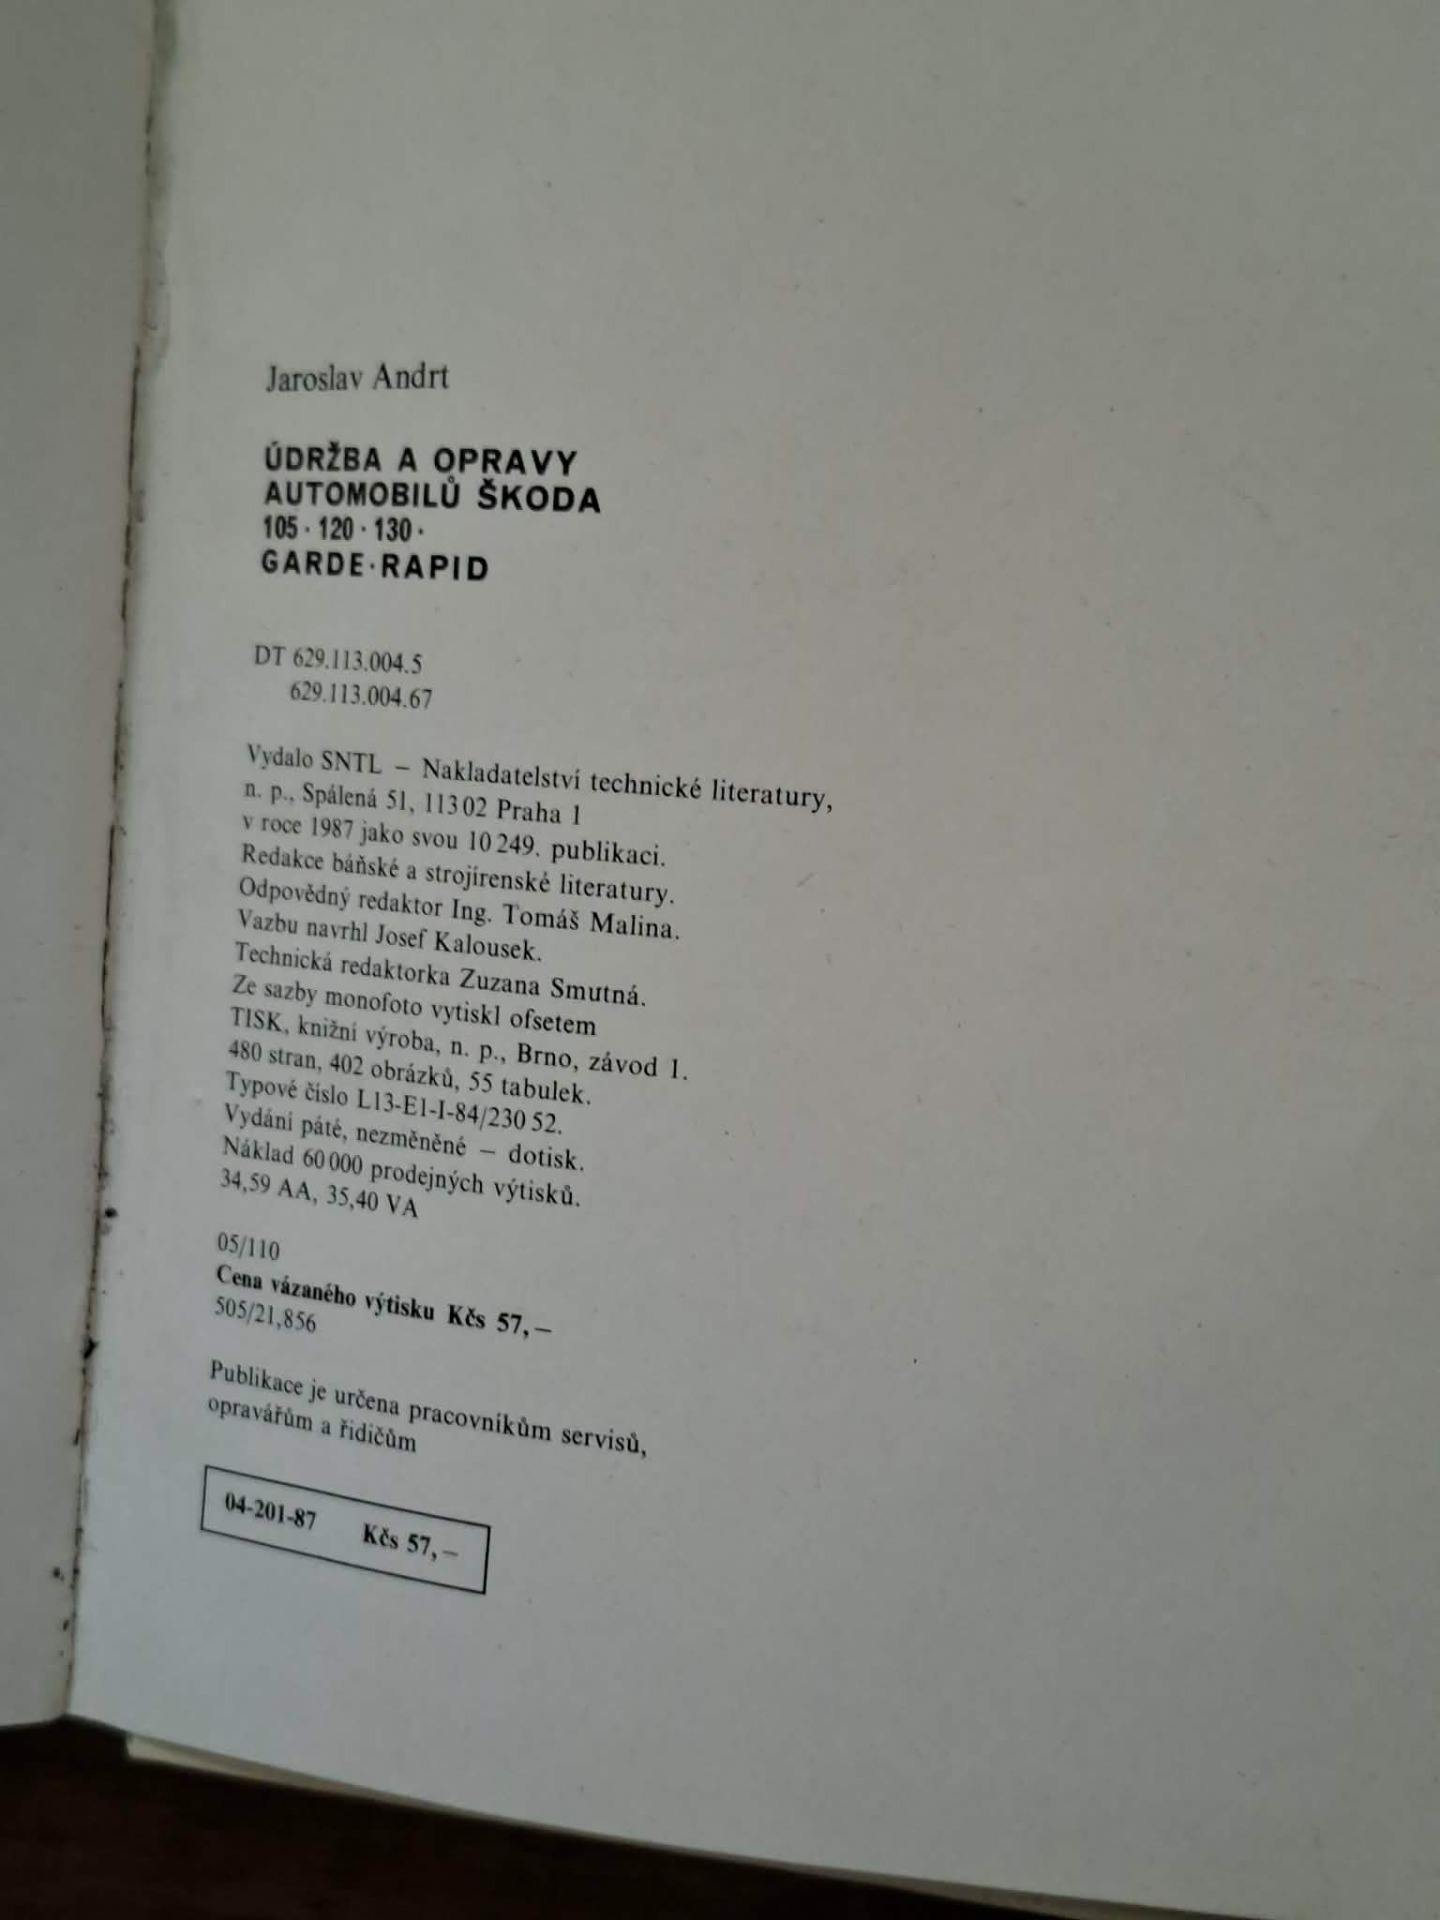 Jaroslav Andrt
ÚDRŽBA A OPRAVY
AUTOMOBILŮ ŠKODA
105 · 120 · 130 ·
GARDE · RAPID
DT 629.113.004.5
629.113.004.67
Vydalo SNTL – Nakladatelství technické literatury,
n. p., Spálená 51, 113 02 Praha 1
v roce 1987 jako svou 10 249. publikaci.
Redakce báňské a strojírenské literatury.
Odpovědný redaktor Ing. Tomáš Malina.
Vazbu navrhl Josef Kalousek.
Technická redaktorka Zuzana Smutná.
Ze sazby monofoto vytiskl ofsetem
TISK, knižní výroba, n. p., Brno, závod 1.
480 stran, 402 obrázků, 55 tabulek.
Typové číslo L13-E1-I-84/230 52.
Vydání páté, nezměněné – dotisk.
Náklad 60 000 prodejných výtisků.
34,59 AA, 35,40 VA
05/110
Cena vázaného výtisku Kčs 57,–
505/21,856
Publikace je určena pracovníkům servisů,
opravářům a řidičům
04-201-87 Kčs 57,–